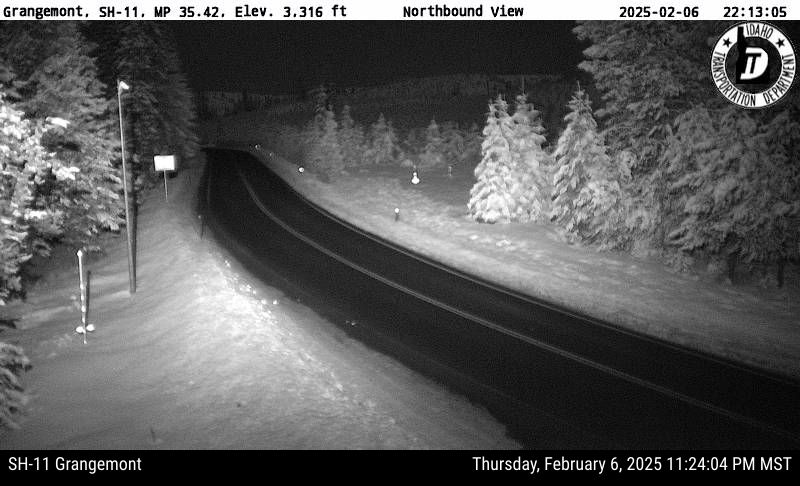 Grangemont, SH-11, MP 35.42, Elev. 3,316 ft Northbound View 2025-02-06 22:13:05
IDAHO
TRANSPORTATION DEPARTMENT
SH-11 Grangemont Thursday, February 6, 2025 11:24:04 PM MST